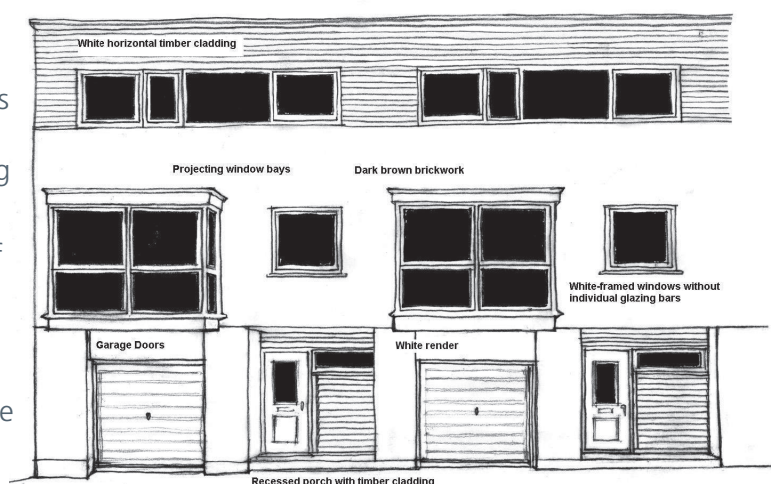 White horizontal timber cladding
s
g
Projecting window bays
Dark brown brickwork
f
White-framed windows without
individual glazing bars
Garage Doors
White render
e
Recessed porch with timber cladding